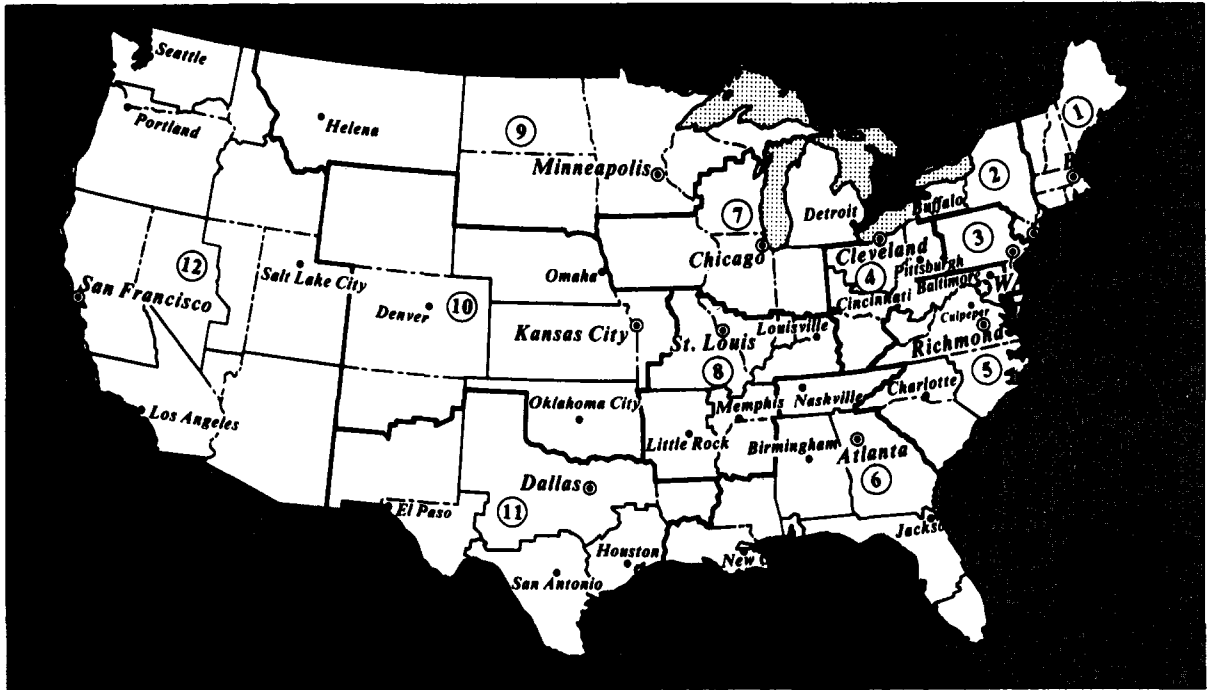 Seattle
1
Portland
Helena
9
2
Minneapolis
Buffalo
7
Detroit
3
Chicago
Cleveland
Pittsburgh
12
Salt Lake City
Omaha
4
Baltimore
W
San Francisco
Denver
10
Cincinnati
Culpeper
Kansas City
St. Louis
Louisville
Richmond
8
5
Charlotte
Oklahoma City
Memphis
Nashville
Los Angeles
Little Rock
Birmingham
Atlanta
6
Dallas
11
El Paso
Jackso
Houston
New
San Antonio